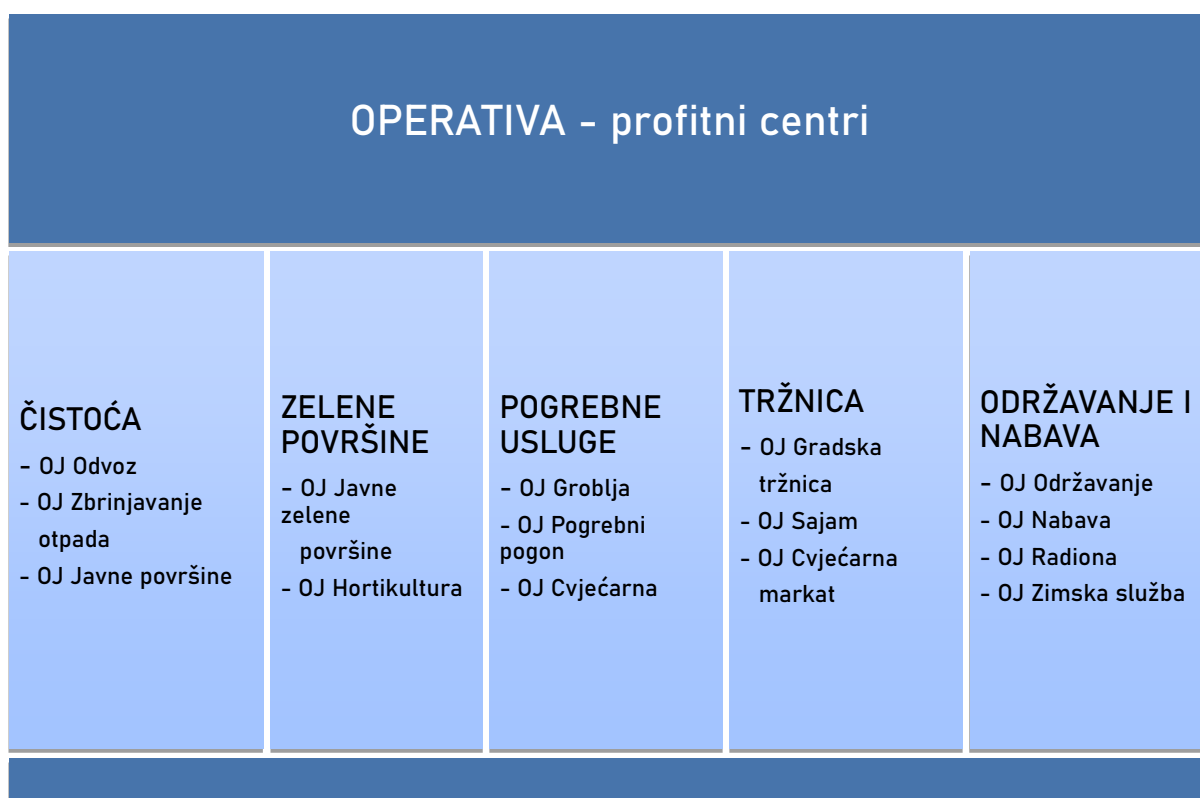 OPERATIVA - profitni centri
ČISTOĆA
- OJ Odvoz
- OJ Zbrinjavanje
otpada
- OJ Javne površine
ZELENE
POVRŠINE
- OJ Javne
zelene
površine
- OJ Hortikultura
POGREBNE
USLUGE
- OJ Groblja
- OJ Pogrebni
pogon
- OJ Cvjećarna
TRŽNICA
- OJ Gradska
tržnica
- OJ Sajam
- OJ Cvjećarna
markat
ODRŽAVANJE I
NABAVA
- OJ Održavanje
- OJ Nabava
- OJ Radiona
- OJ Zimska služba